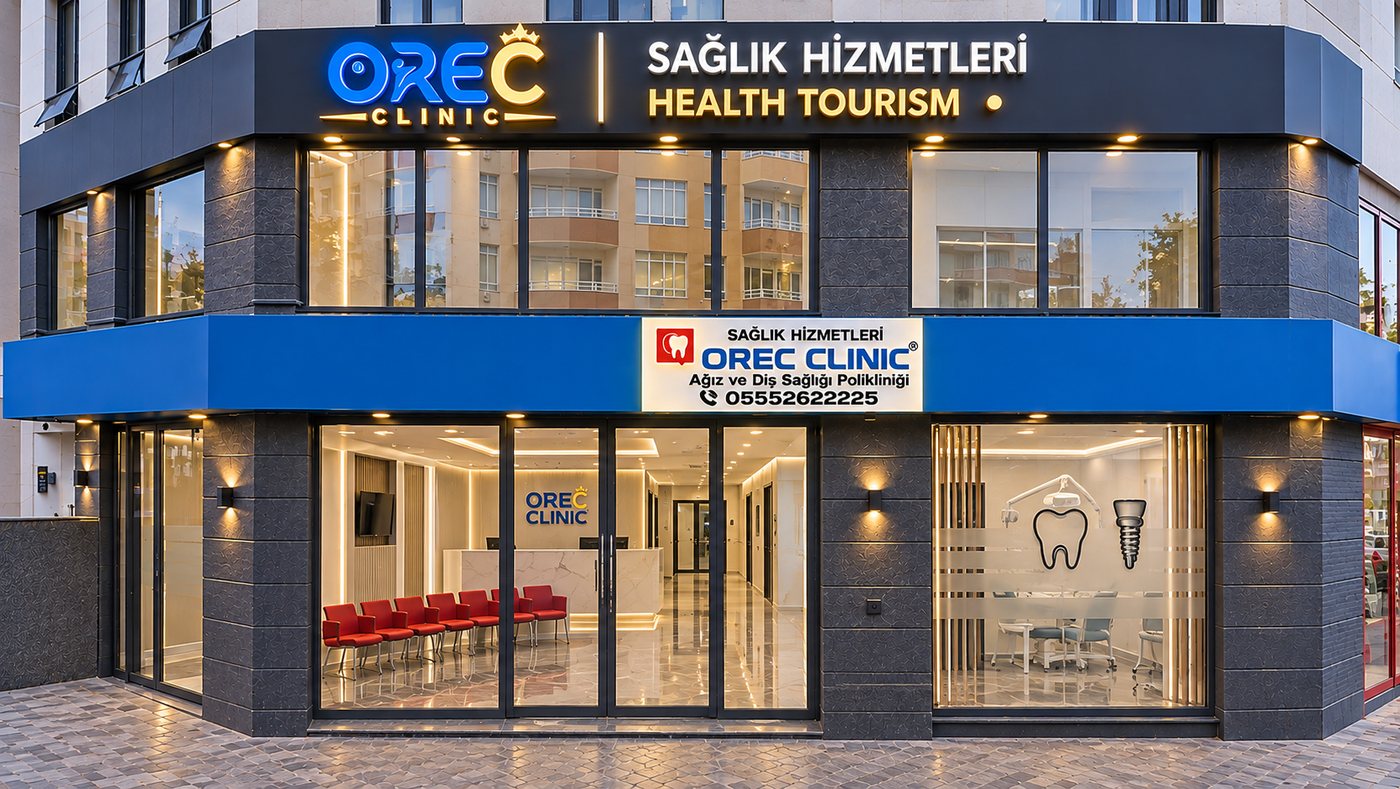 OREC
CLINIC
SAĞLIK HİZMETLERİ
HEALTH TOURISM
SAĞLIK HİZMETLERİ
OREC CLINIC®
Ağız ve Diş Sağlığı Polikliniği
05552622225
OREC
CLINIC